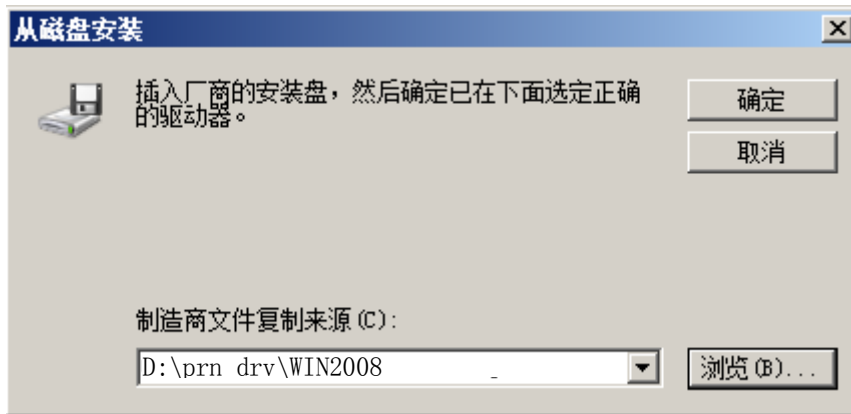 从磁盘安装
插入厂商的安装盘，然后确定已在下面选定正确
的驱动器。
确定
取消
制造商文件复制来源(C):
D:\prn drv\WIN2008
浏览(B)...